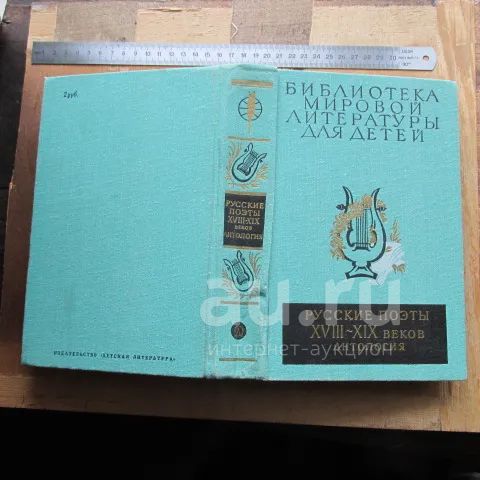 2 руб.
ИЗДАТЕЛЬСТВО «ДЕТСКАЯ ЛИТЕРАТУРА»
РУССКИЕ
ПОЭТЫ
XVIII-XIX
ВЕКОВ
АНТОЛОГИЯ
БИБЛИОТЕКА
МИРОВОЙ
ЛИТЕРАТУРЫ
ДЛЯ ДЕТЕЙ
РУССКИЕ ПОЭТЫ
XVIII~XIX ВЕКОВ
АНТОЛОГИЯ
au.ru
интернет-аукцион